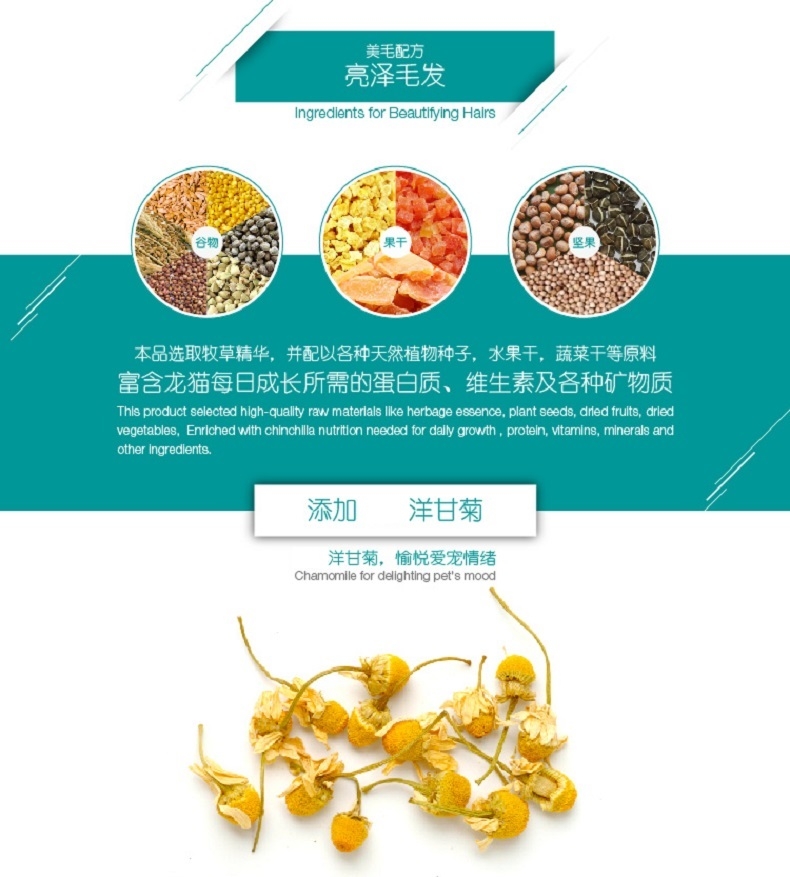 美毛配方
亮泽毛发
Ingredients for Beautifying Hairs
谷物
果干
坚果
本品选取牧草精华，并配以各种天然植物种子，水果干，蔬菜干等原料
富含龙猫每日成长所需的蛋白质、维生素及各种矿物质
This product selected high-quality raw materials like herbage essence, plant seeds, dried fruits, dried
vegetables, Enriched with chinchilla nutrition needed for daily growth , protein, vitamins, minerals and
other ingredients.
添加 洋甘菊
洋甘菊，愉悦爱宠情绪
Chamomile for delighting pet's mood